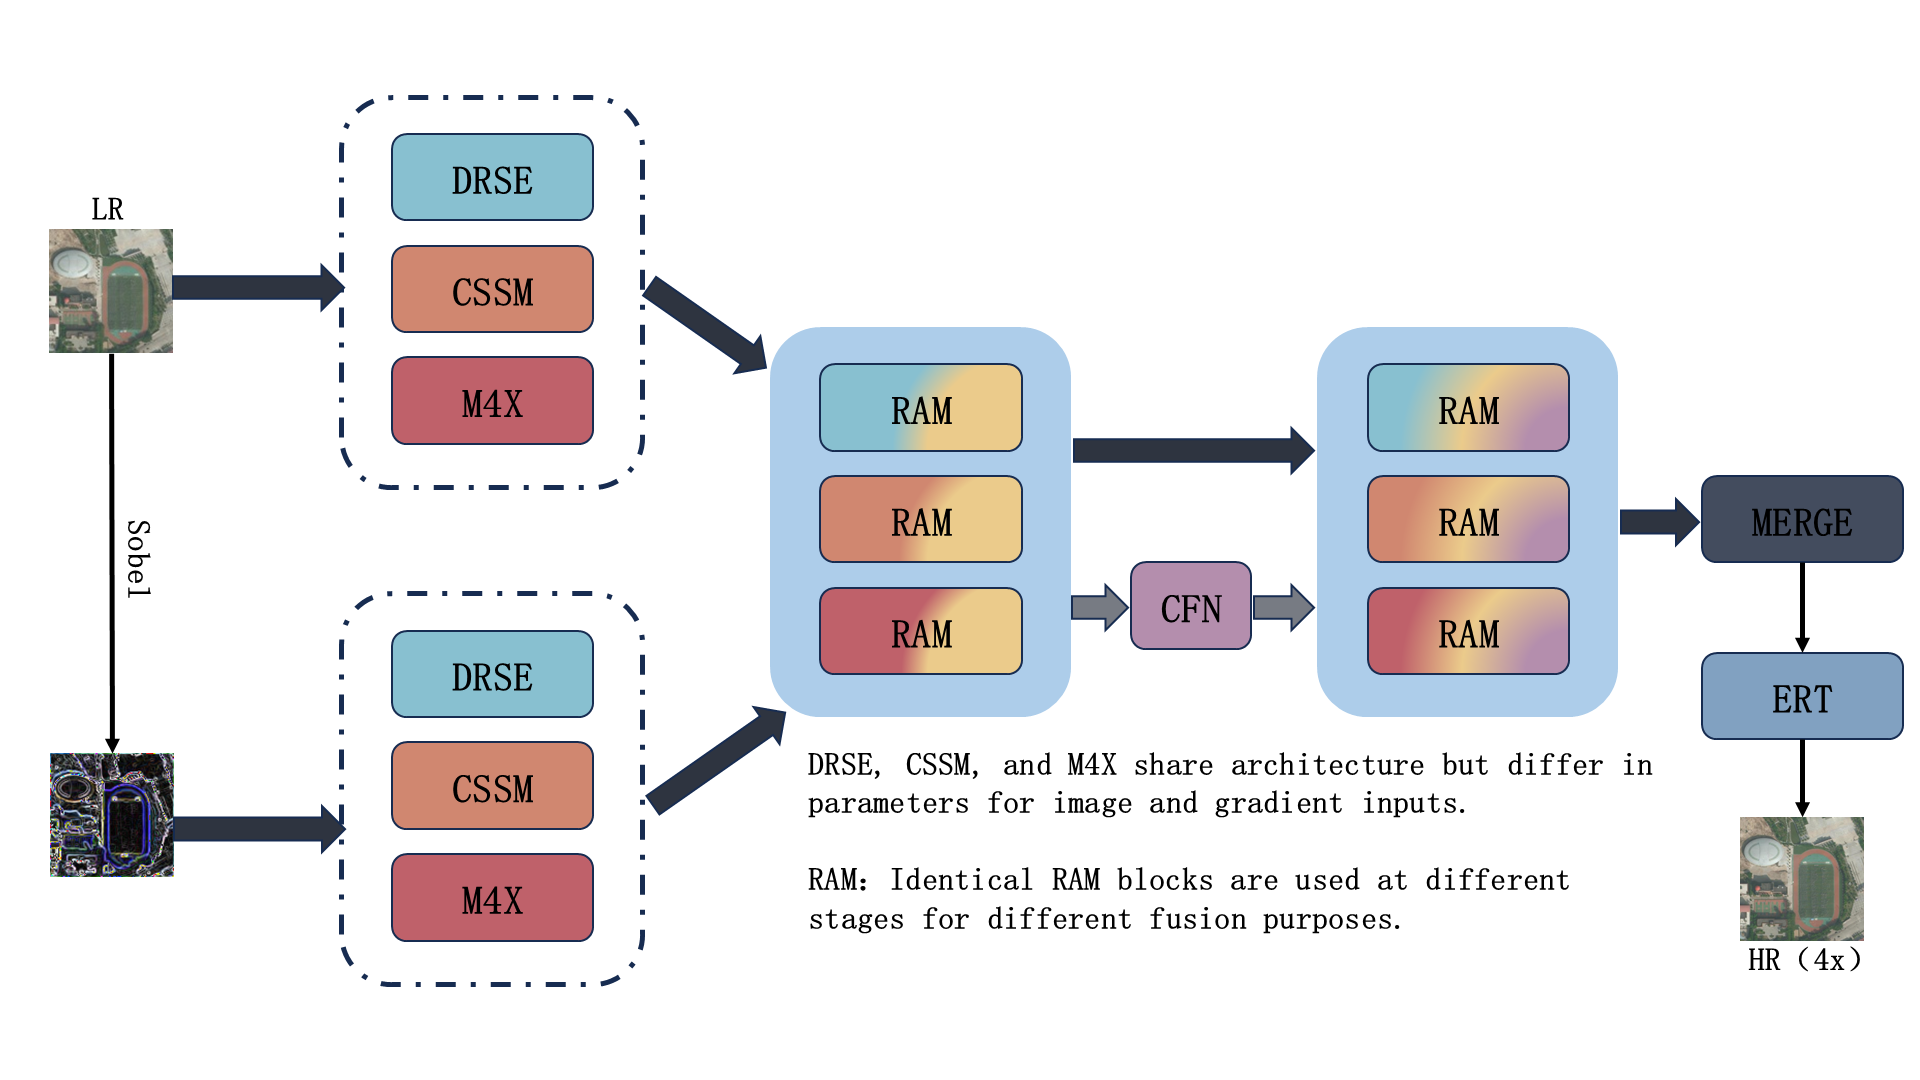 LR
Sobel
DRSE
CSSM
M4X
DRSE
CSSM
M4X
RAM
RAM
RAM
CFN
RAM
RAM
RAM
MERGE
ERT
HR（4x）
DRSE, CSSM, and M4X share architecture but differ in
parameters for image and gradient inputs.
RAM：Identical RAM blocks are used at different
stages for different fusion purposes.